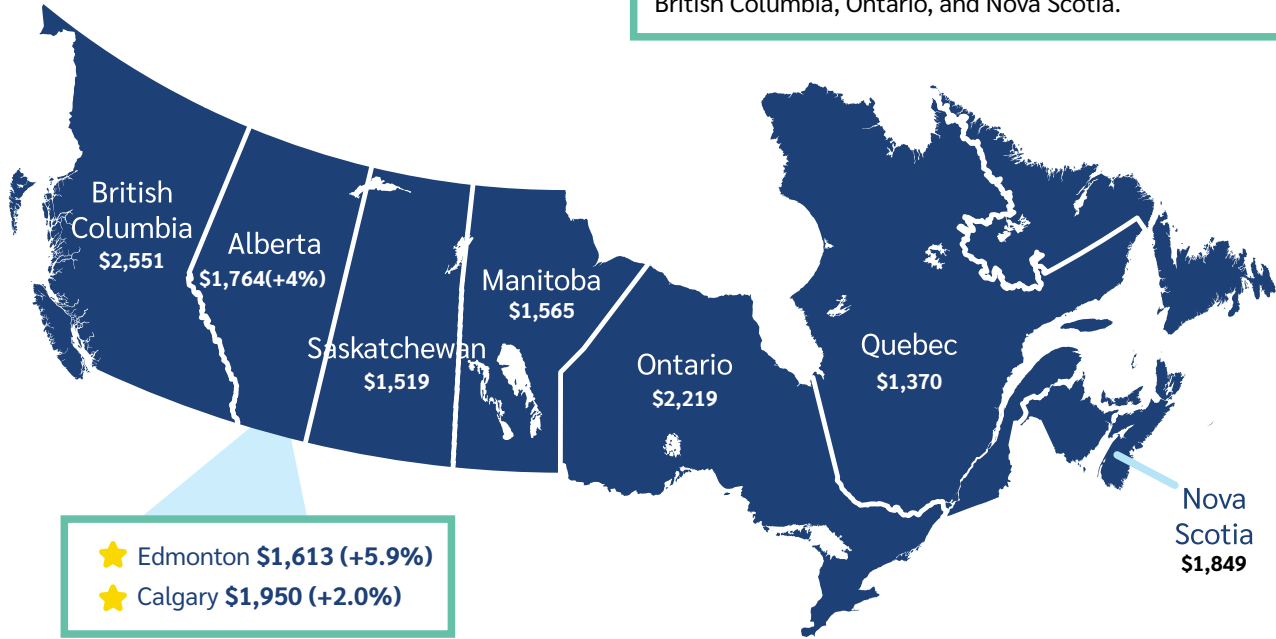 British Columbia, Ontario, and Nova Scotia.
British
Columbia
$2,551
Alberta
$1,764(+4%)
Saskatchewan
$1,519
Manitoba
$1,565
Ontario
$2,219
Quebec
$1,370
Nova
Scotia
$1,849
Edmonton $1,613 (+5.9%)
Calgary $1,950 (+2.0%)